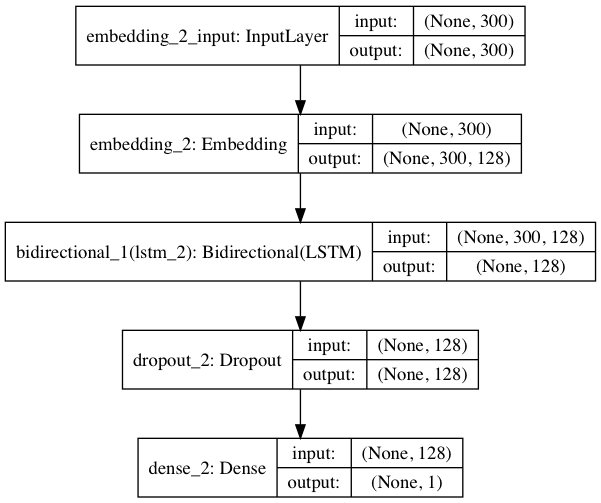 embedding_2_input: InputLayer
input: (None, 300)
output: (None, 300)
embedding_2: Embedding
input: (None, 300)
output: (None, 300, 128)
bidirectional_1(lstm_2): Bidirectional(LSTM)
input: (None, 300, 128)
output: (None, 128)
dropout_2: Dropout
input: (None, 128)
output: (None, 128)
dense_2: Dense
input: (None, 128)
output: (None, 1)